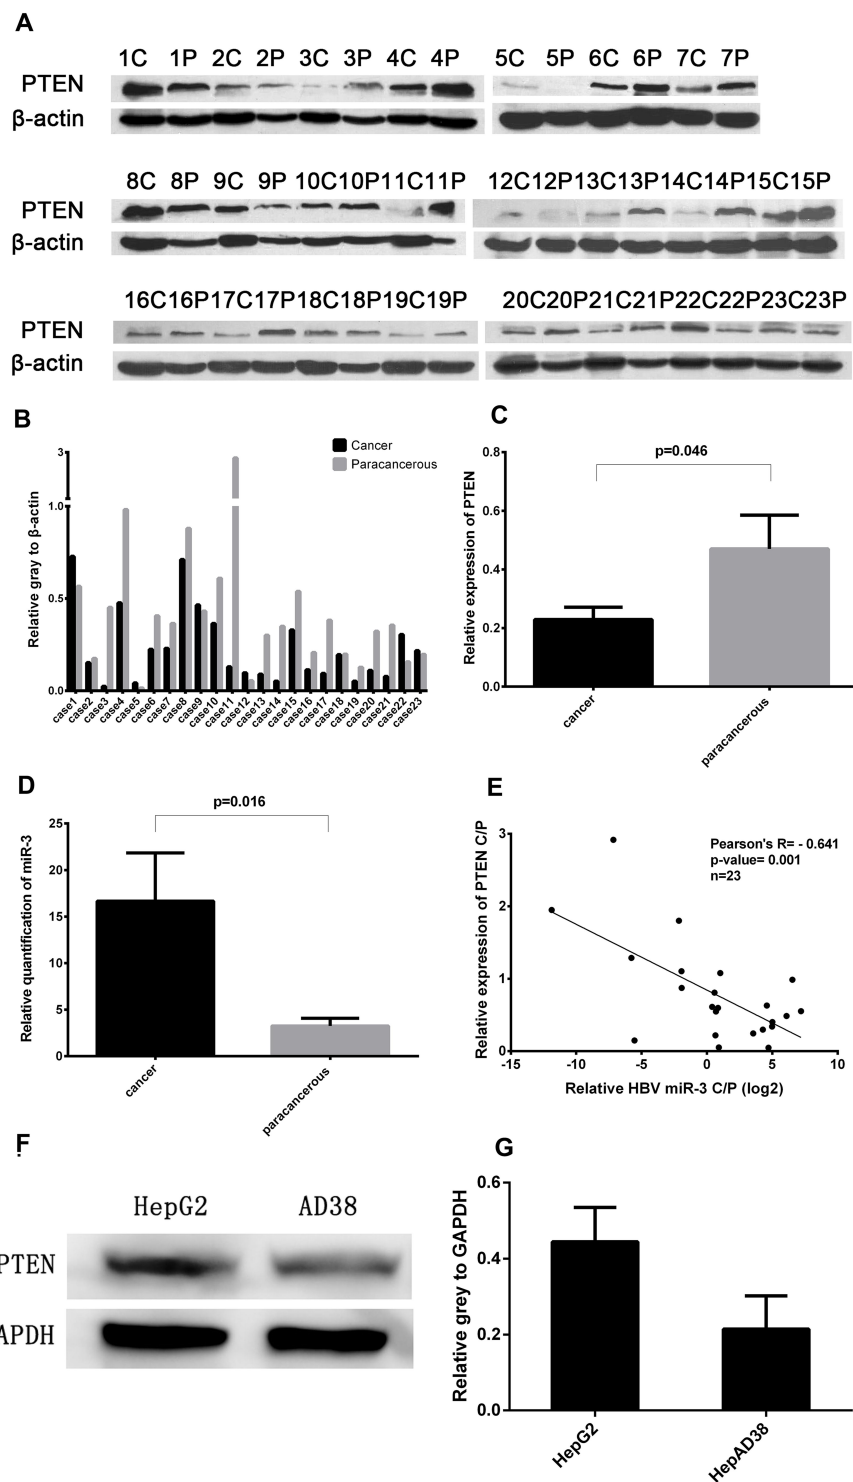 A
1C 1P 2C 2P 3C 3P 4C 4P 5C 5P 6C 6P 7C 7P
PTEN
β-actin
8C 8P 9C 9P 10C10P11C11P 12C12P13C13P14C14P15C15P
PTEN
β-actin
16C16P17C17P18C18P19C19P 20C20P21C21P22C22P23C23P
PTEN
β-actin
B
Cancer
Paracancerous
Relative gray to β-actin
3
1.0
0.5
0.0
case1 case2 case3 case4 case5 case6 case7 case8 case9 case10 case11 case12 case13 case14 case15 case16 case17 case18 case19 case20 case21 case22 case23
C
p=0.046
Relative expression of PTEN
0.8
0.6
0.4
0.2
0.0
cancer
paracancerous
D
p=0.016
Relative quantification of miR-3
25
20
15
10
5
0
cancer
paracancerous
E
Pearson's R= - 0.641
p-value= 0.001
n=23
Relative expression of PTEN C/P
3
2
1
0
-15 -10 -5 0 5 10
Relative HBV miR-3 C/P (log2)
F
HepG2 AD38
PTEN
APDH
G
Relative grey to GAPDH
0.6
0.4
0.2
0.0
HepG2
HepAD38